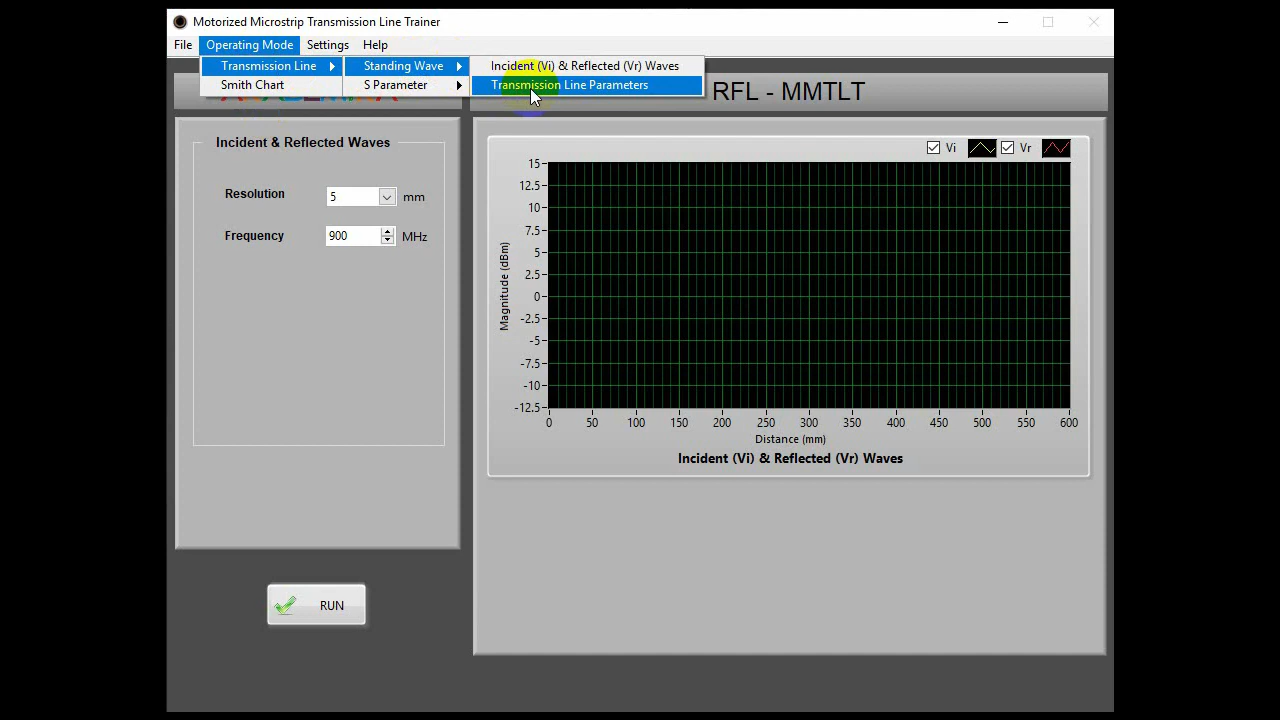 Motorized Microstrip Transmission Line Trainer
File Operating Mode Settings Help
Transmission Line Standing Wave Incident (Vi) & Reflected (Vr) Waves
Smith Chart S Parameter Transmission Line Parameters
RFL - MMTLT
Incident & Reflected Waves
Resolution 5 mm
Frequency 900 MHz
RUN
Vi Vr
15
12.5
10
7.5
5
2.5
0
-2.5
-5
-7.5
-10
-12.5
Magnitude (dBm)
0 50 100 150 200 250 300 350 400 450 500 550 600
Distance (mm)
Incident (Vi) & Reflected (Vr) Waves